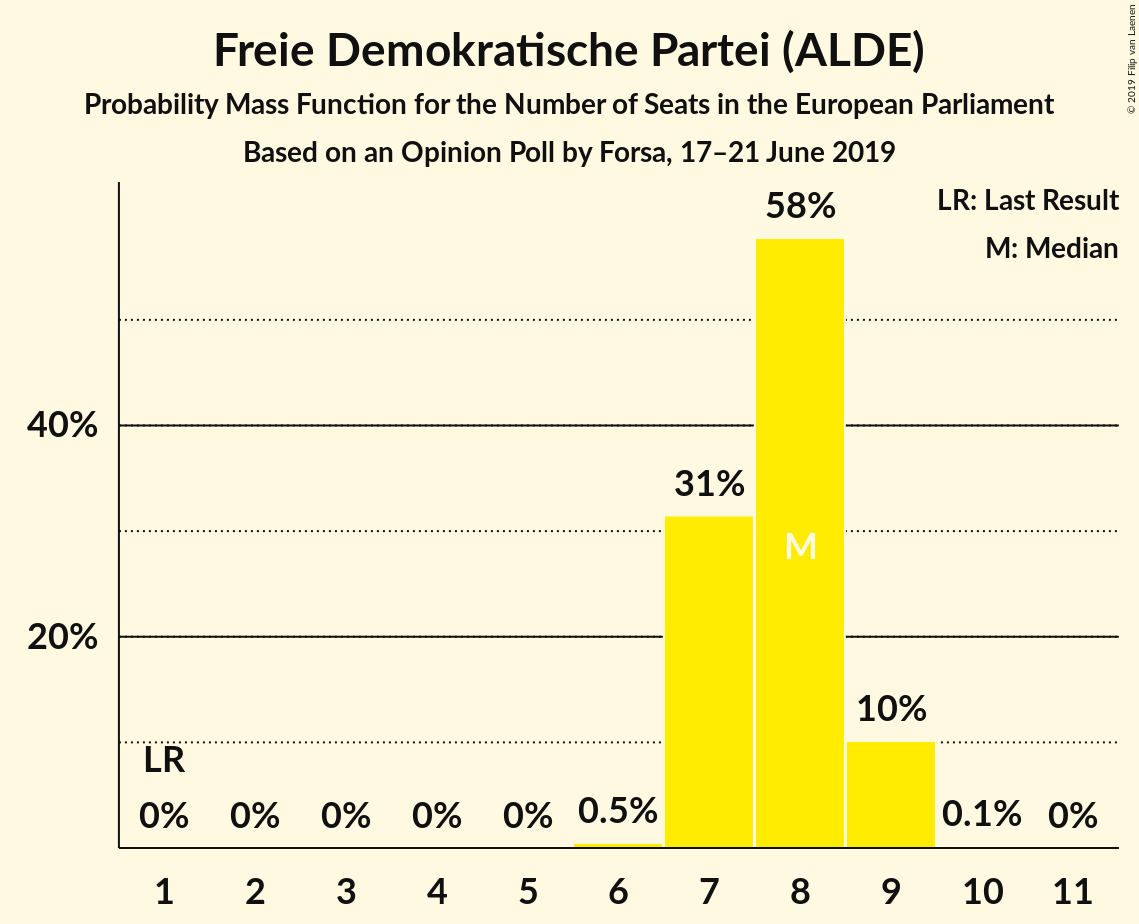 Freie Demokratische Partei (ALDE)
Probability Mass Function for the Number of Seats in the European Parliament
Based on an Opinion Poll by Forsa, 17–21 June 2019
© 2019 Filip van Laenen
LR: Last Result
M: Median
58%
40%
31%
M
20%
10%
LR
0% 0% 0% 0% 0% 0.5% 0.1% 0%
1 2 3 4 5 6 7 8 9 10 11